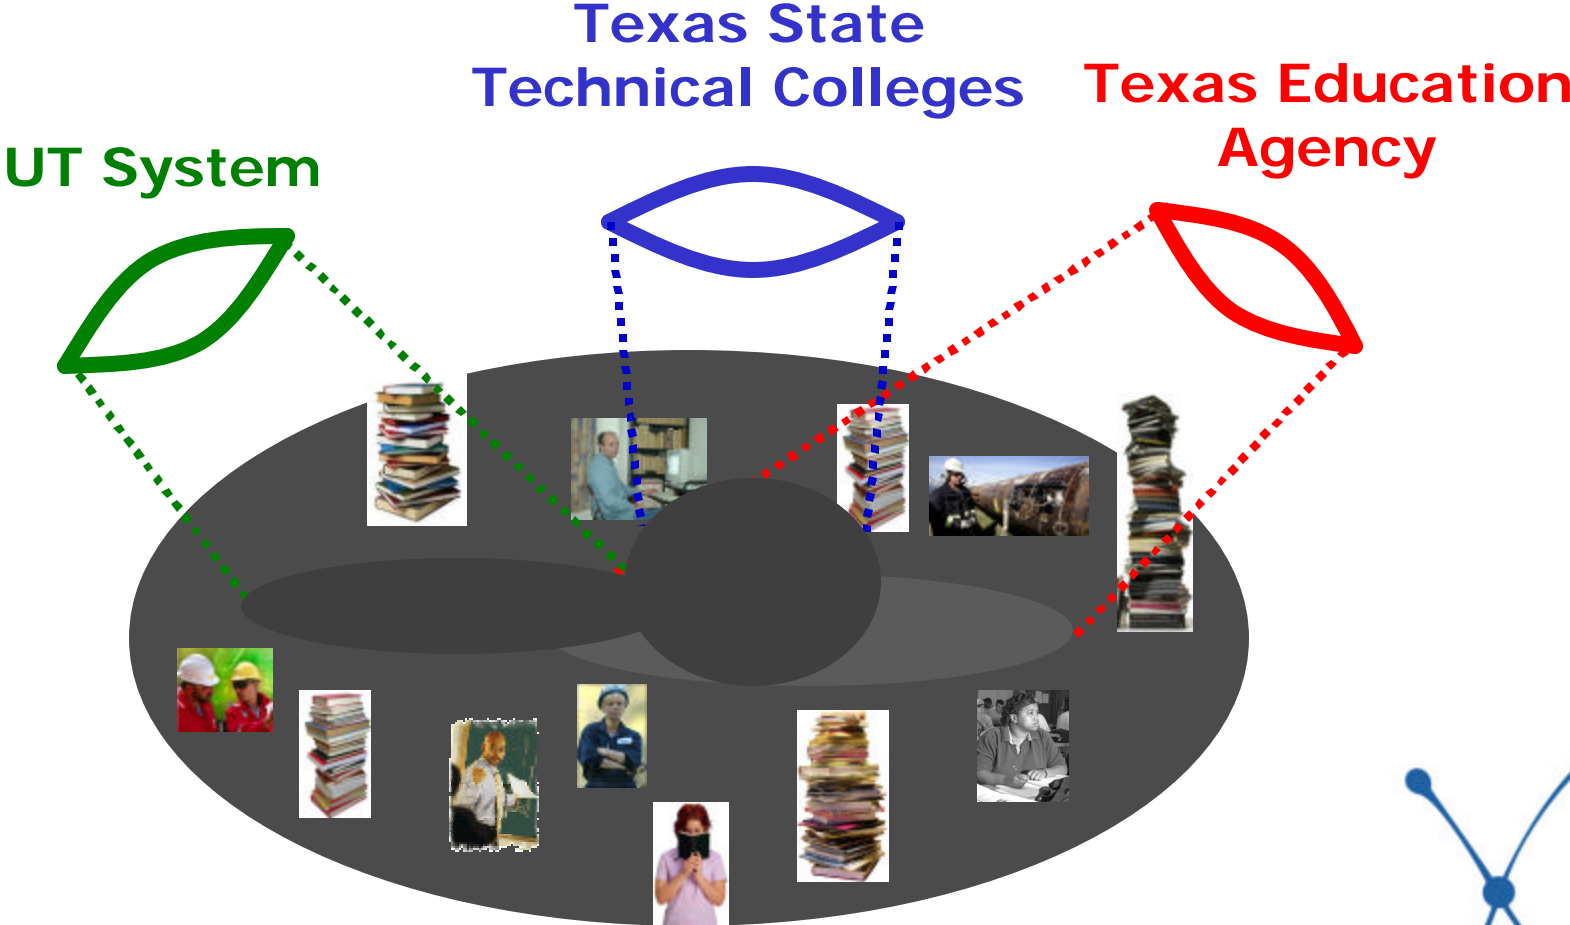 Texas State
Technical Colleges
Texas Education
Agency
UT System